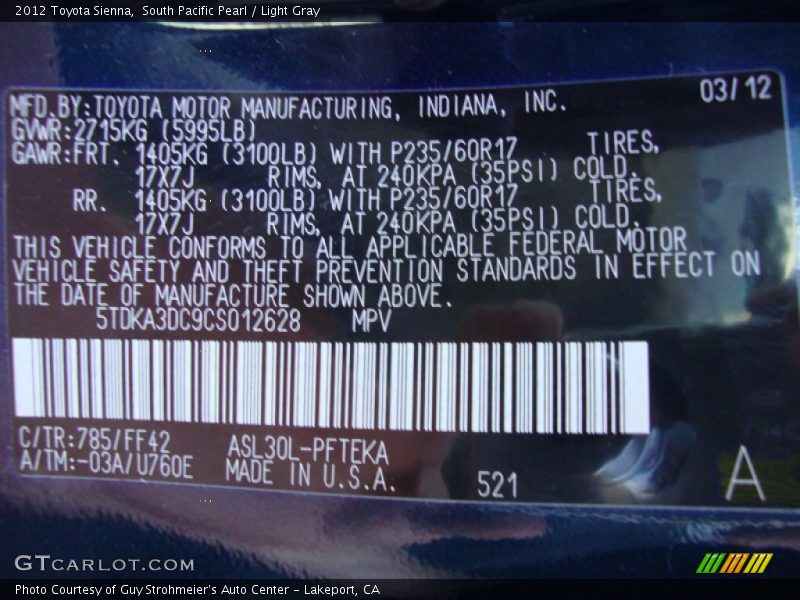 2012 Toyota Sienna,  South Pacific Pearl / Light Gray
03/12
MFD.BY:TOYOTA MOTOR MANUFACTURING, INDIANA, INC.
GVWR:2715KG (5995LB)
GAWR:FRT. 1405KG (3100LB) WITH P235/60R17 TIRES,
17X7J RIMS, AT 240KPA (35PSI) COLD.
RR. 1405KG (3100LB) WITH P235/60R17 TIRES,
17X7J RIMS, AT 240KPA (35PSI) COLD.
THIS VEHICLE CONFORMS TO ALL APPLICABLE FEDERAL MOTOR
VEHICLE SAFETY AND THEFT PREVENTION STANDARDS IN EFFECT ON
THE DATE OF MANUFACTURE SHOWN ABOVE.
5TDKA3DC9CS012628 MPV
C/TR:785/FF42 ASL30L-PFTEKA
A/TM:-03A/U760E MADE IN U.S.A. 521
A
GTCARLOT.COM
Photo Courtesy of Guy Strohmeier's Auto Center - Lakeport, CA